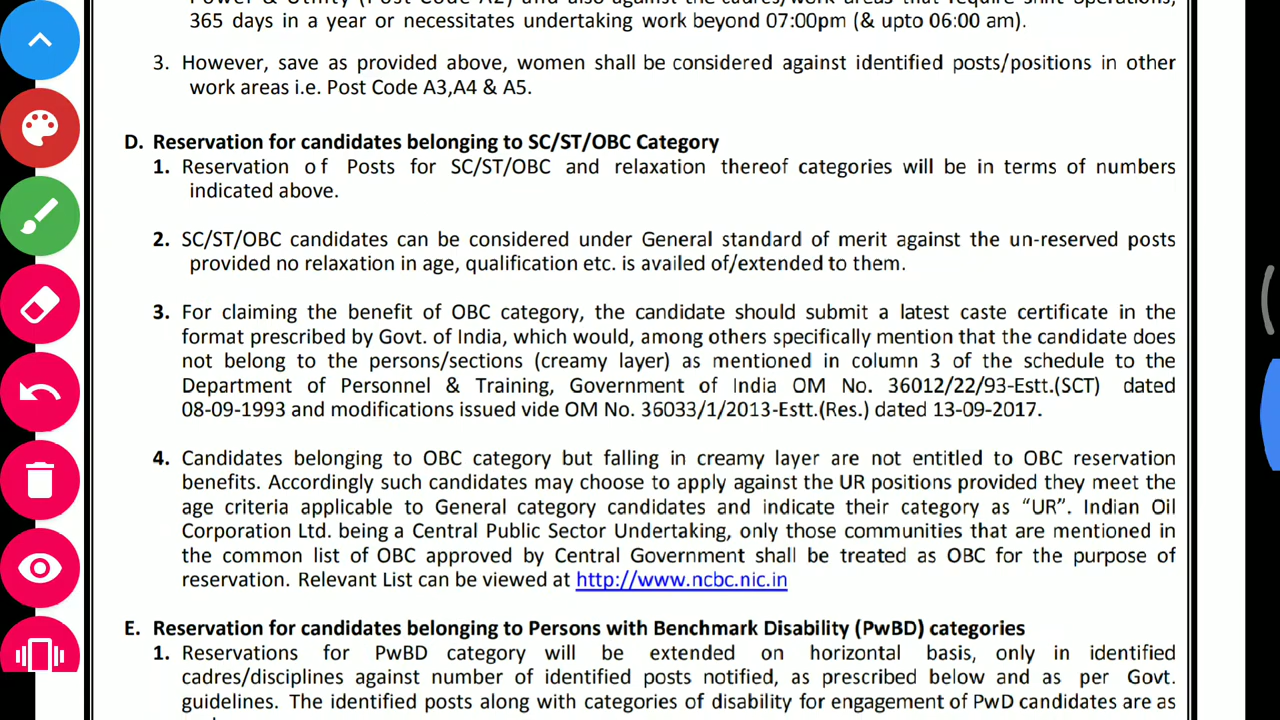 Power & Utility (Post Code A2) and also against the cadres/work areas that require shift operations,
365 days in a year or necessitates undertaking work beyond 07:00pm (& upto 06:00 am).
3. However, save as provided above, women shall be considered against identified posts/positions in other
work areas i.e. Post Code A3,A4 & A5.
D. Reservation for candidates belonging to SC/ST/OBC Category
1. Reservation of Posts for SC/ST/OBC and relaxation thereof categories will be in terms of numbers
indicated above.
2. SC/ST/OBC candidates can be considered under General standard of merit against the un-reserved posts
provided no relaxation in age, qualification etc. is availed of/extended to them.
3. For claiming the benefit of OBC category, the candidate should submit a latest caste certificate in the
format prescribed by Govt. of India, which would, among others specifically mention that the candidate does
not belong to the persons/sections (creamy layer) as mentioned in column 3 of the schedule to the
Department of Personnel & Training, Government of India OM No. 36012/22/93-Estt.(SCT) dated
08-09-1993 and modifications issued vide OM No. 36033/1/2013-Estt.(Res.) dated 13-09-2017.
4. Candidates belonging to OBC category but falling in creamy layer are not entitled to OBC reservation
benefits. Accordingly such candidates may choose to apply against the UR positions provided they meet the
age criteria applicable to General category candidates and indicate their category as “UR”. Indian Oil
Corporation Ltd. being a Central Public Sector Undertaking, only those communities that are mentioned in
the common list of OBC approved by Central Government shall be treated as OBC for the purpose of
reservation. Relevant List can be viewed at http://www.ncbc.nic.in
E. Reservation for candidates belonging to Persons with Benchmark Disability (PwBD) categories
1. Reservations for PwBD category will be extended on horizontal basis, only in identified
cadres/disciplines against number of identified posts notified, as prescribed below and as per Govt.
guidelines. The identified posts along with categories of disability for engagement of PwD candidates are as